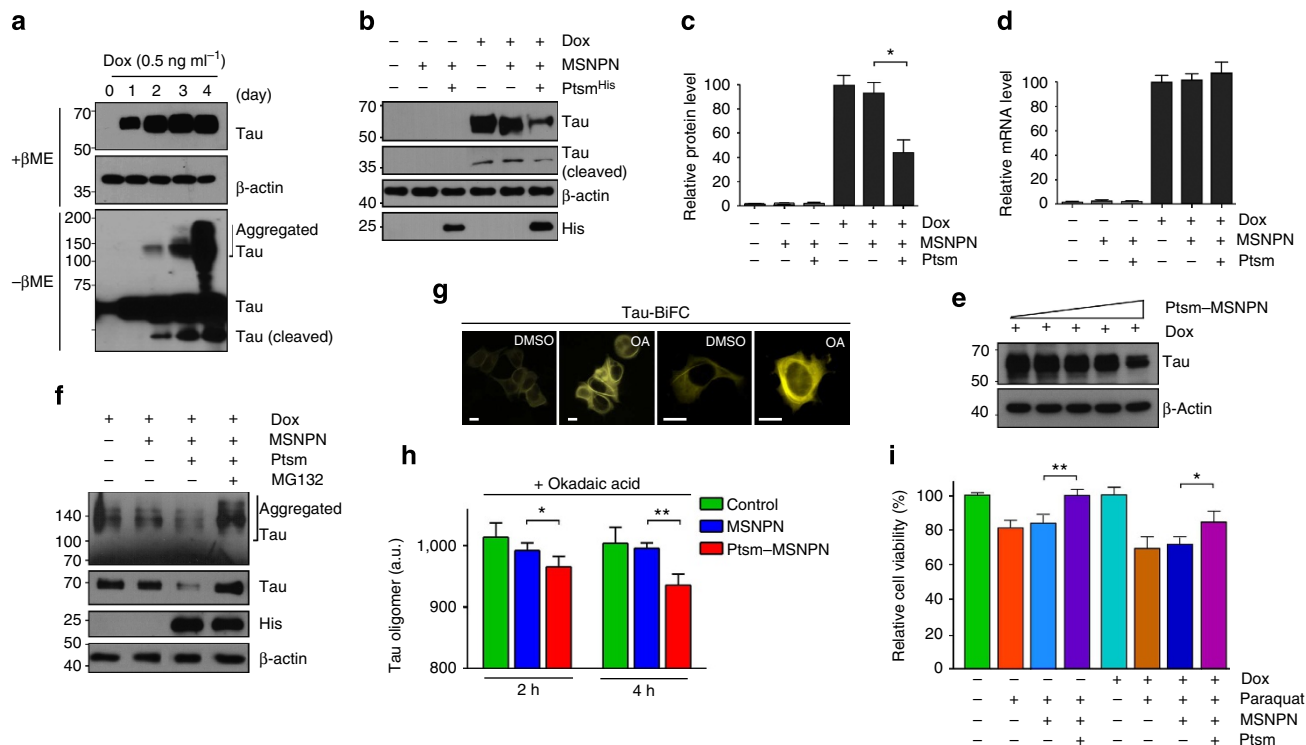 a
Dox (0.5 ng ml⁻¹)
0 1 2 3 4 (day)
+βME
70
50
Tau
35
β-actin
−βME
200
150
100
75
Aggregated
Tau
Tau
Tau (cleaved)
b
− − − + + + Dox
− + + − + + MSNPN
− − + − − + PtsmHis
70
50
Tau
35
Tau
(cleaved)
40
β-actin
25
His
c
Relative protein level
100
80
60
40
20
0
*
− − − + + + Dox
− + + − + + MSNPN
− − + − − + Ptsm
d
Relative mRNA level
100
80
60
40
20
0
− − − + + + Dox
− + + − + + MSNPN
− − + − − + Ptsm
e
Ptsm–MSNPN
+ + + + + Dox
70
50
Tau
40
β-Actin
f
+ + + + Dox
− + + + MSNPN
− − + + Ptsm
− − − + MG132
140
100
70
Aggregated
Tau
70
Tau
25
His
50
40
β-actin
g
Tau-BiFC
DMSO OA DMSO OA
h
+ Okadaic acid
Tau oligomer (a.u.)
1,000
900
800
* **
2 h 4 h
Control
MSNPN
Ptsm–MSNPN
i
Relative cell viability (%)
100
80
60
40
20
0
** *
− − − − + + + + Dox
− + + + − + + + Paraquat
− − + + − − + + MSNPN
− − − + − − − + Ptsm